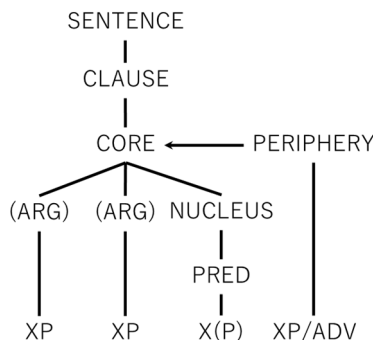 SENTENCE
CLAUSE
CORE PERIPHERY
(ARG) (ARG) NUCLEUS
PRED
XP XP X(P) XP/ADV